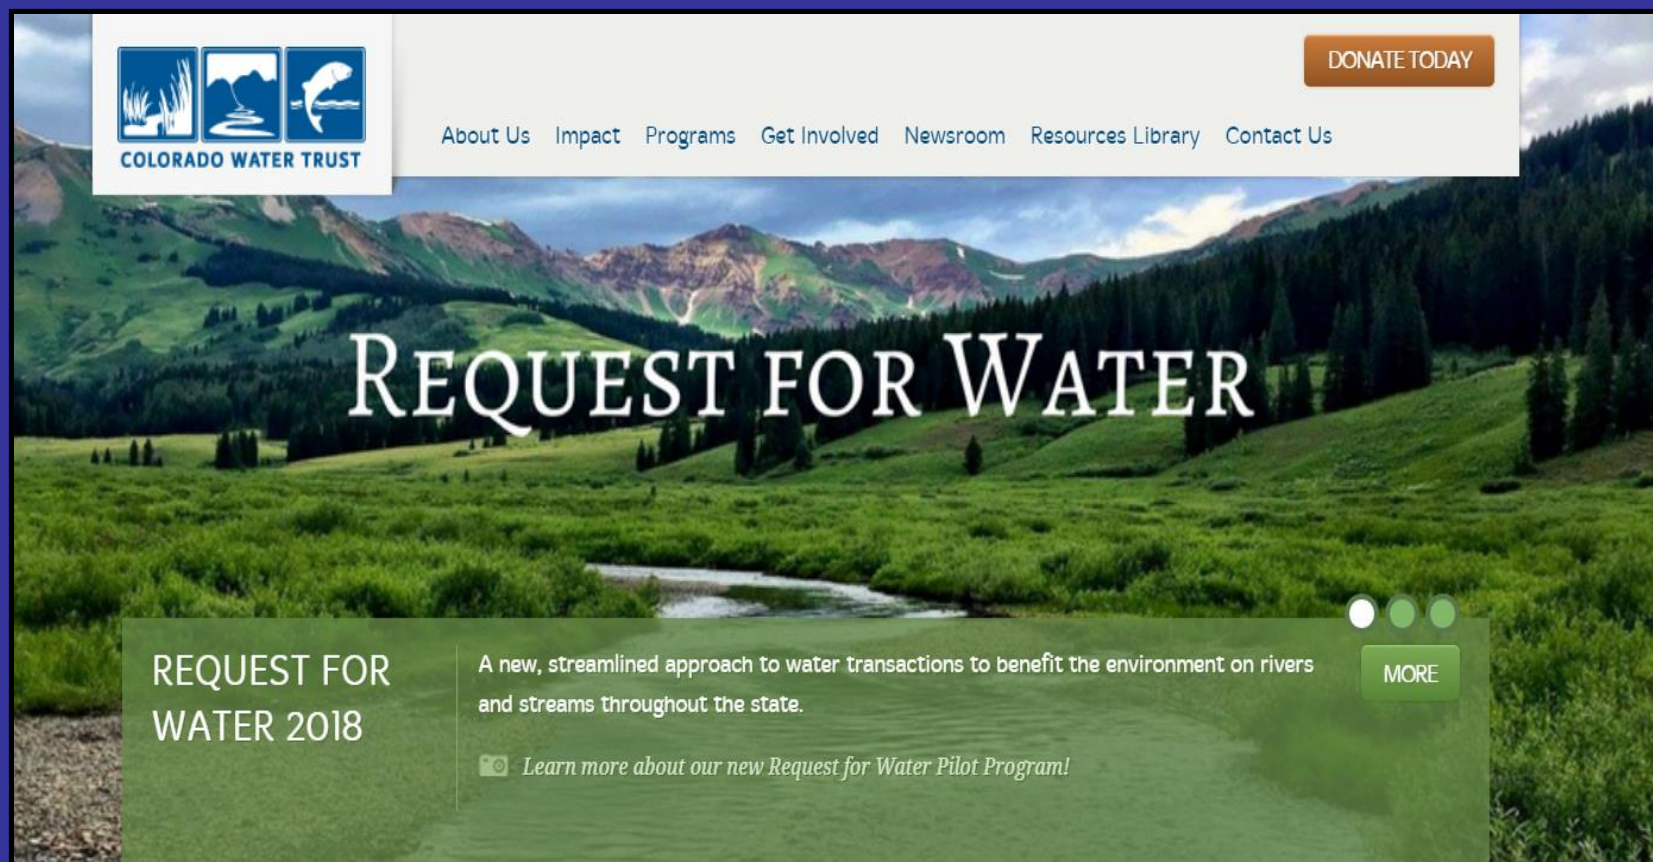 COLORADO WATER TRUST
DONATE TODAY
About Us Impact Programs Get Involved Newsroom Resources Library Contact Us
REQUEST FOR WATER
REQUEST FOR
WATER 2018
A new, streamlined approach to water transactions to benefit the environment on rivers
and streams throughout the state.
Learn more about our new Request for Water Pilot Program!
MORE